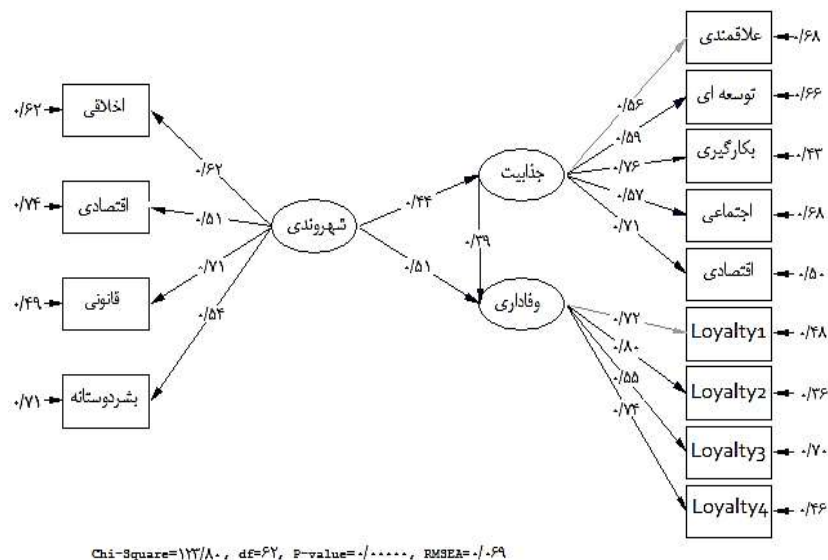 ۰/۶۲ اخلاقی
۰/۷۴ اقتصادی
۰/۴۹ قانونی
۰/۷۱ بشردوستانه
۰/۶۲
۰/۵۱
۰/۷۱
۰/۵۴
شهروندی
۰/۴۴
۰/۵۱
جذابیت
۰/۳۹
وفاداری
۰/۵۶
۰/۵۹
۰/۷۶
۰/۵۷
۰/۷۱
۰/۷۲
۰/۸۰
۰/۵۵
۰/۷۴
علاقمندی ۰/۶۸
توسعه ای ۰/۶۶
بکارگیری ۰/۴۳
اجتماعی ۰/۶۸
اقتصادی ۰/۵۰
Loyalty1 ۰/۴۸
Loyalty2 ۰/۳۶
Loyalty3 ۰/۷۰
Loyalty4 ۰/۴۶
Chi-Square=۱۲۳/۸۰, df=۶۲, P-value=۰/۰۰۰۰۰, RMSEA=۰/۰۶۹